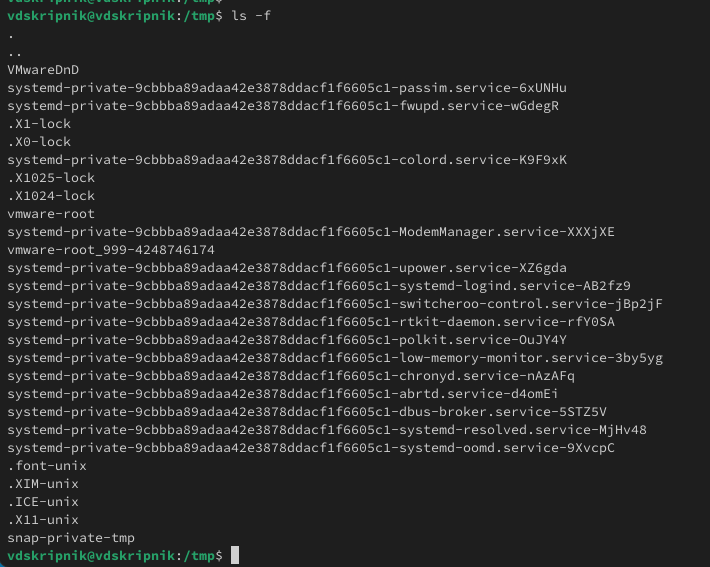 vdskripnik@vdskripnik:/tmp$
vdskripnik@vdskripnik:/tmp$ ls -f
.
..
VMwareDnD
systemd-private-9cbbba89adaa42e3878ddacf1f6605c1-passim.service-6xUNHu
systemd-private-9cbbba89adaa42e3878ddacf1f6605c1-fwupd.service-wGdegR
.X1-lock
.X0-lock
systemd-private-9cbbba89adaa42e3878ddacf1f6605c1-colord.service-K9F9xK
.X1025-lock
.X1024-lock
vmware-root
systemd-private-9cbbba89adaa42e3878ddacf1f6605c1-ModemManager.service-XXXjXE
vmware-root_999-4248746174
systemd-private-9cbbba89adaa42e3878ddacf1f6605c1-upower.service-XZ6gda
systemd-private-9cbbba89adaa42e3878ddacf1f6605c1-systemd-logind.service-AB2fz9
systemd-private-9cbbba89adaa42e3878ddacf1f6605c1-switcheroo-control.service-jBp2jF
systemd-private-9cbbba89adaa42e3878ddacf1f6605c1-rtkit-daemon.service-rfY0SA
systemd-private-9cbbba89adaa42e3878ddacf1f6605c1-polkit.service-OuJY4Y
systemd-private-9cbbba89adaa42e3878ddacf1f6605c1-low-memory-monitor.service-3by5yg
systemd-private-9cbbba89adaa42e3878ddacf1f6605c1-chronyd.service-nAzAFq
systemd-private-9cbbba89adaa42e3878ddacf1f6605c1-abrtd.service-d4omEi
systemd-private-9cbbba89adaa42e3878ddacf1f6605c1-dbus-broker.service-5STZ5V
systemd-private-9cbbba89adaa42e3878ddacf1f6605c1-systemd-resolved.service-MjHv48
systemd-private-9cbbba89adaa42e3878ddacf1f6605c1-systemd-oomd.service-9XvcpC
.font-unix
.XIM-unix
.ICE-unix
.X11-unix
snap-private-tmp
vdskripnik@vdskripnik:/tmp$